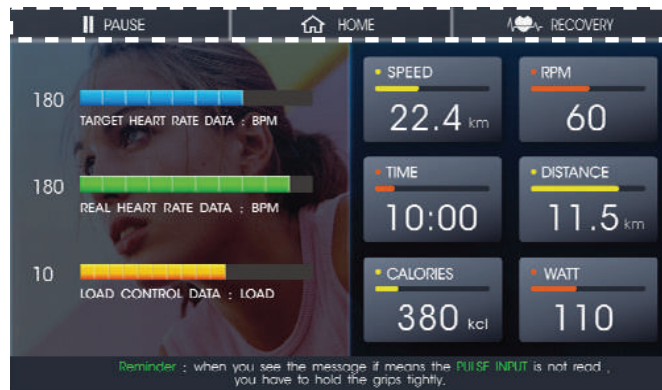 PAUSE
HOME
RECOVERY
180
TARGET HEART RATE DATA : BPM
180
REAL HEART RATE DATA : BPM
10
LOAD CONTROL DATA : LOAD
SPEED
22.4 km
RPM
60
TIME
10:00
DISTANCE
11.5 km
CALORIES
380 kcl
WATT
110
Reminder : when you see the message if means the PULSE INPUT is not read ,
you have to hold the grips tightly.